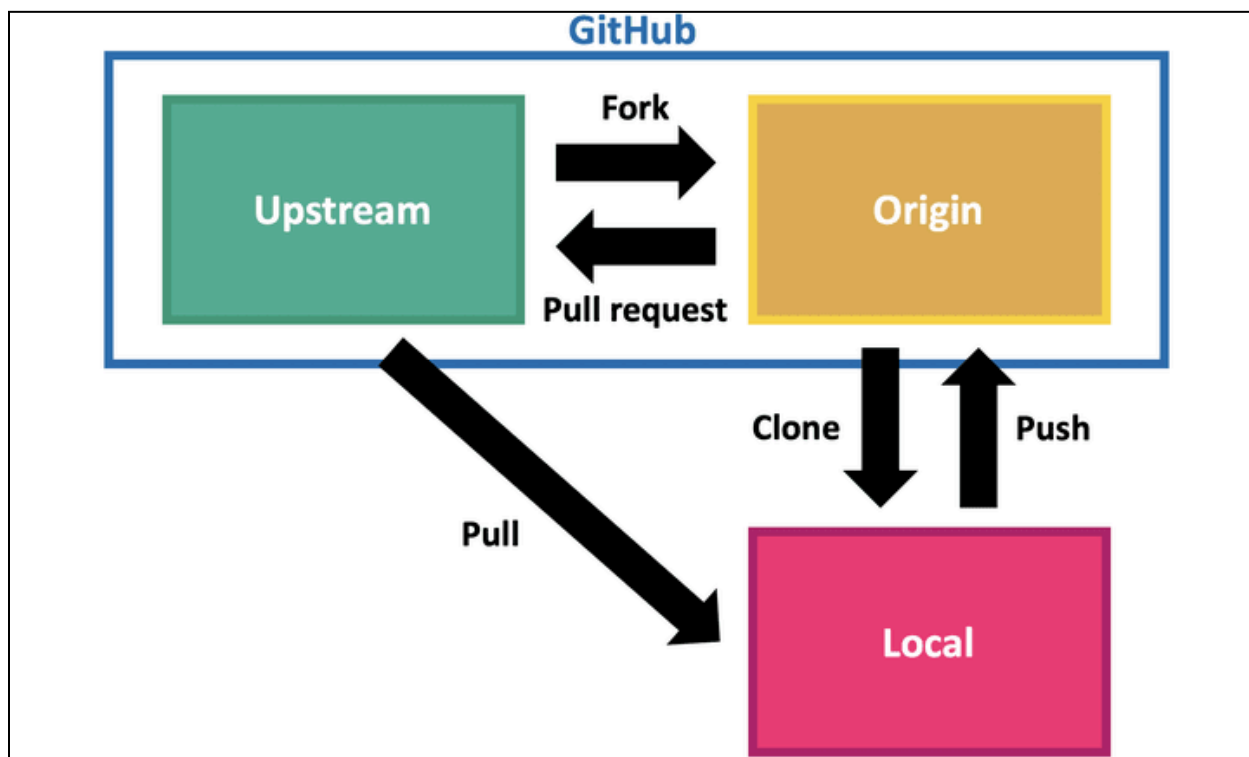 GitHub
Fork
Upstream
Origin
Pull request
Clone
Push
Pull
Local